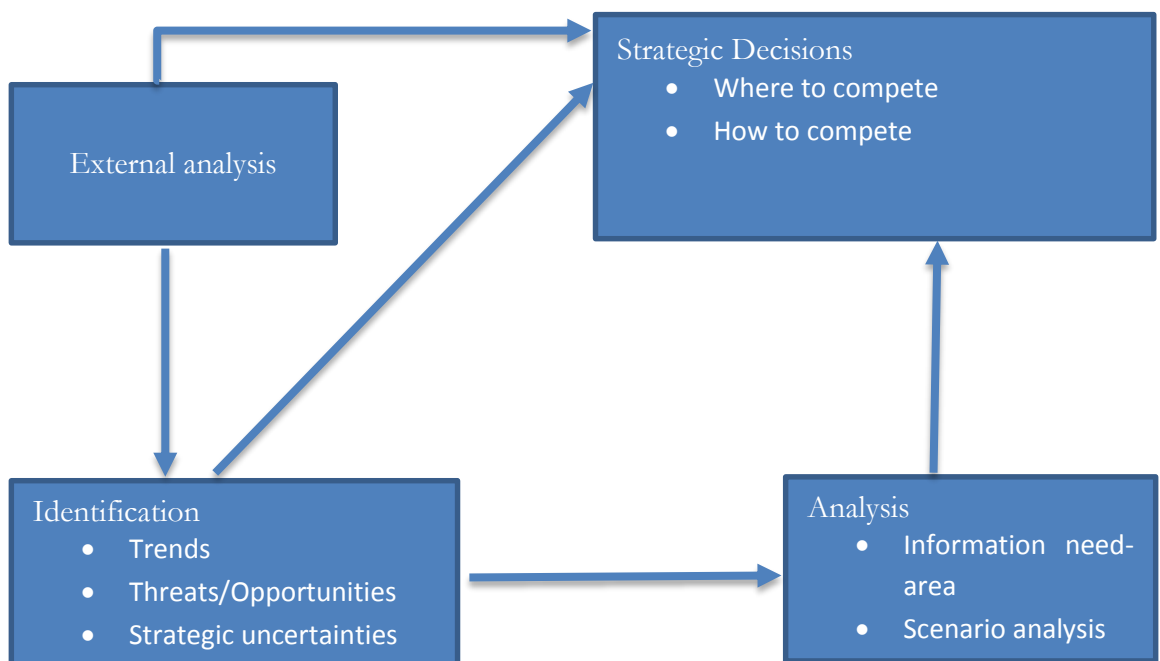 Strategic Decisions
• Where to compete
• How to compete
External analysis
Identification
• Trends
• Threats/Opportunities
• Strategic uncertainties
Analysis
• Information need-
area
• Scenario analysis